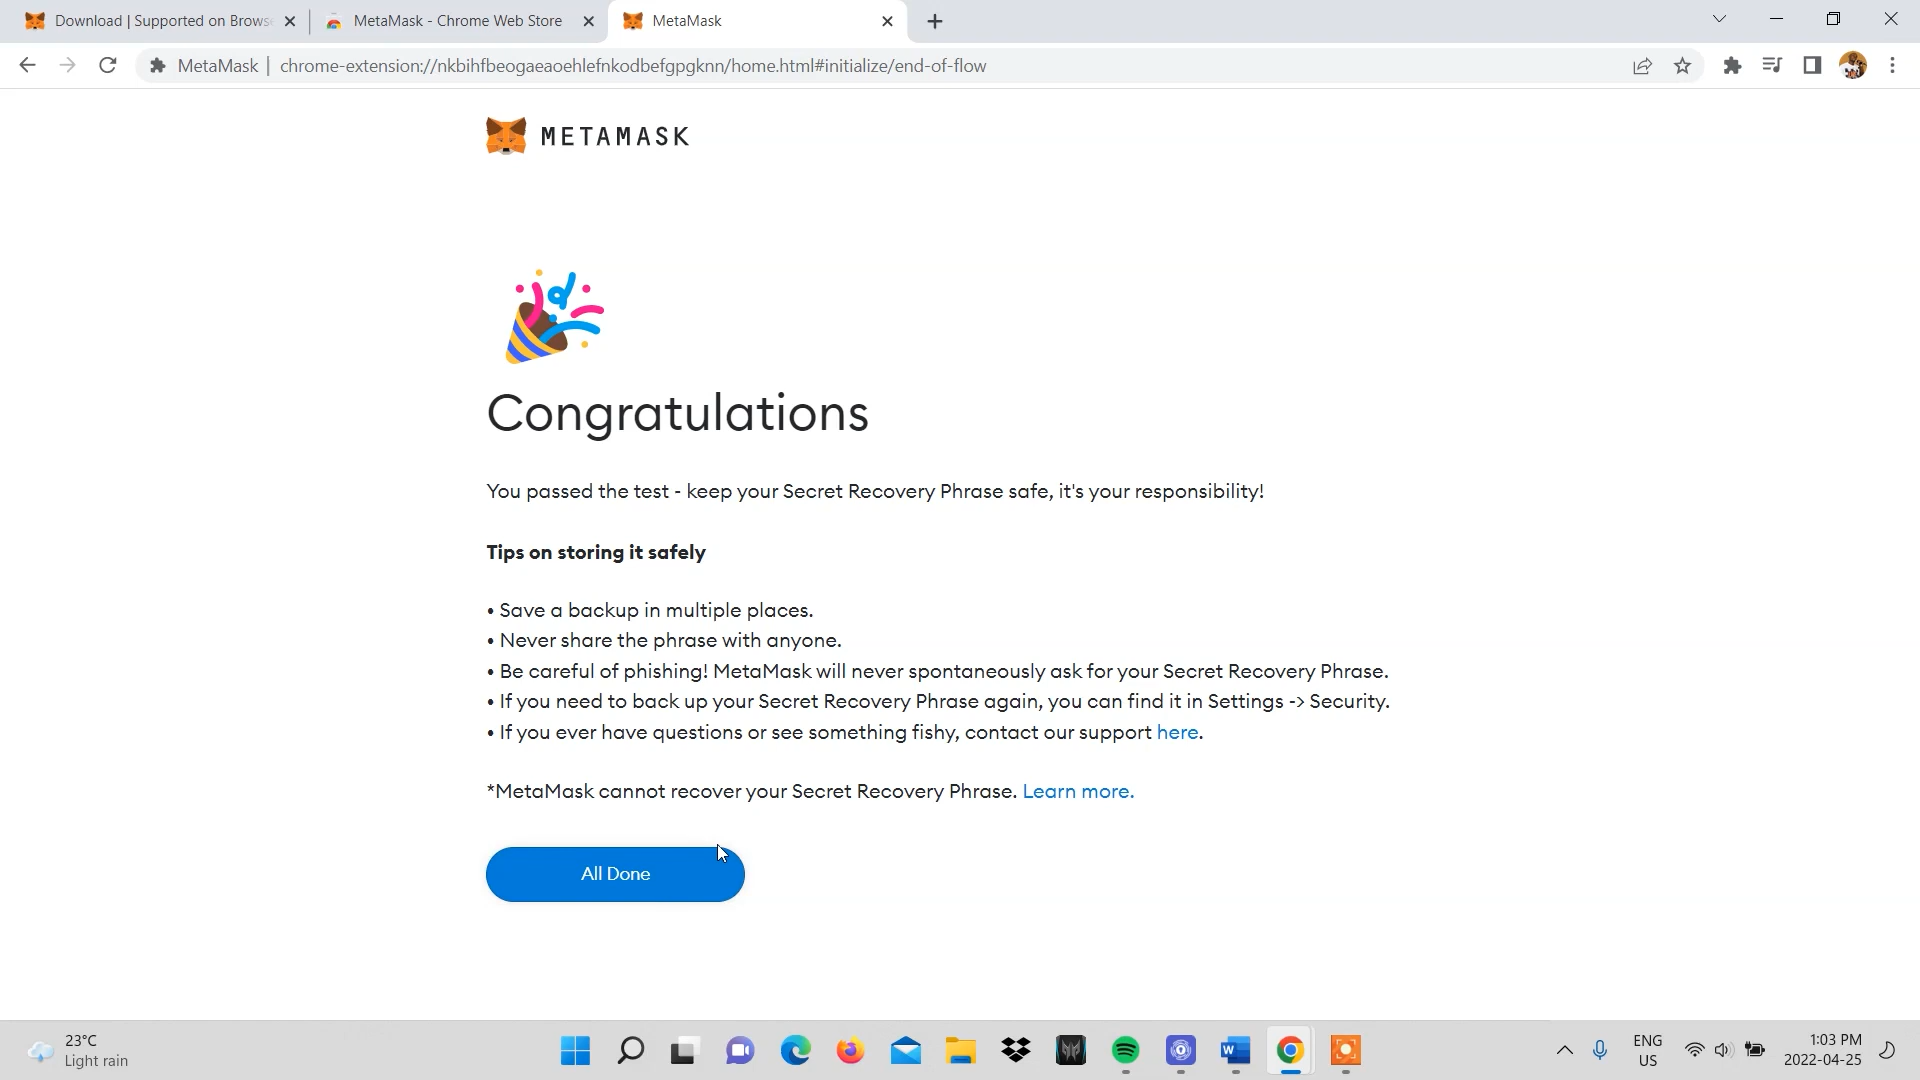 Download | Supported on Brows
MetaMask - Chrome Web Store
MetaMask
MetaMask | chrome-extension://nkbihfbeogaeaoehlefnkodbefgpgknn/home.html#initialize/end-of-flow
METAMASK
Congratulations
You passed the test - keep your Secret Recovery Phrase safe, it's your responsibility!
Tips on storing it safely
• Save a backup in multiple places.
• Never share the phrase with anyone.
• Be careful of phishing! MetaMask will never spontaneously ask for your Secret Recovery Phrase.
• If you need to back up your Secret Recovery Phrase again, you can find it in Settings -> Security.
• If you ever have questions or see something fishy, contact our support here.
*MetaMask cannot recover your Secret Recovery Phrase. Learn more.
All Done
23°C
Light rain
ENG
US
1:03 PM
2022-04-25